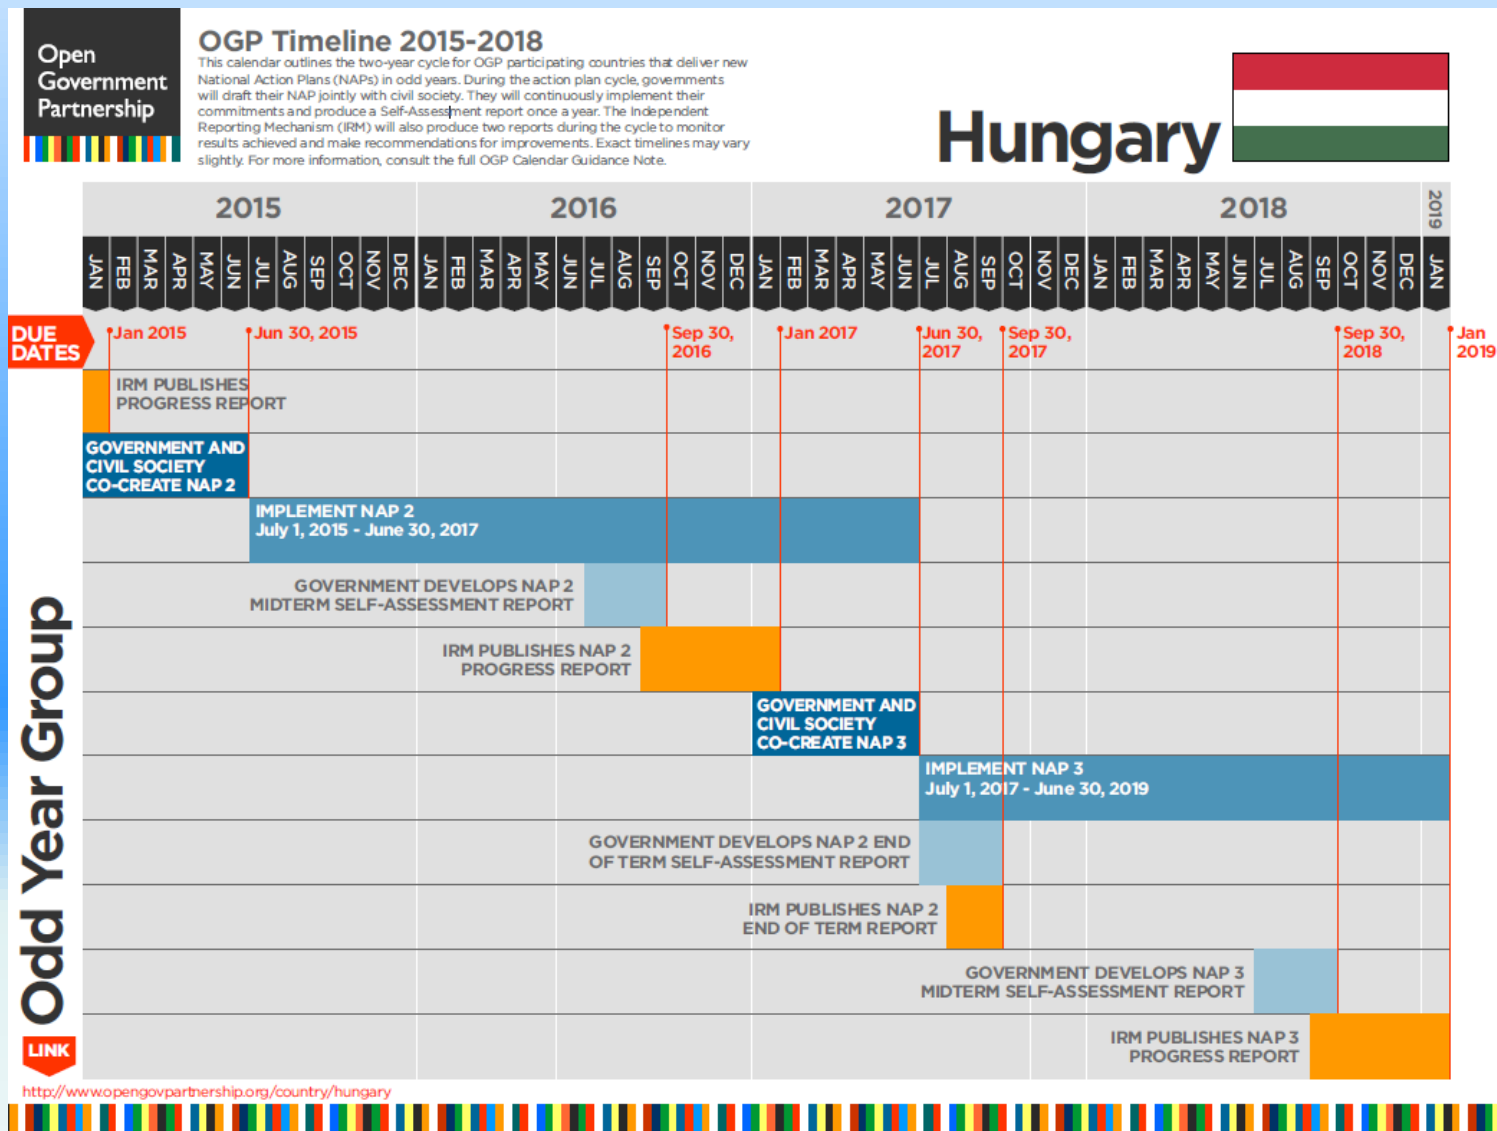 Open
Government
Partnership
OGP Timeline 2015-2018
This calendar outlines the two-year cycle for OGP participating countries that deliver new
National Action Plans (NAPs) in odd years. During the action plan cycle, governments
will draft their NAP jointly with civil society. They will continuously implement their
commitments and produce a Self-Assessment report once a year. The Independent
Reporting Mechanism (IRM) will also produce two reports during the cycle to monitor
results achieved and make recommendations for improvements. Exact timelines may vary
slightly. For more information, consult the full OGP Calendar Guidance Note.
Hungary
2015 2016 2017 2018 2019
JAN FEB MAR APR MAY JUN JUL AUG SEP OCT NOV DEC JAN FEB MAR APR MAY JUN JUL AUG SEP OCT NOV DEC JAN FEB MAR APR MAY JUN JUL AUG SEP OCT NOV DEC JAN FEB MAR APR MAY JUN JUL AUG SEP OCT NOV DEC JAN
DUE
DATES
Jan 2015
Jun 30, 2015
Sep 30,
2016
Jan 2017
Jun 30,
2017
Sep 30,
2017
Sep 30,
2018
Jan
2019
IRM PUBLISHES
PROGRESS REPORT
GOVERNMENT AND
CIVIL SOCIETY
CO-CREATE NAP 2
IMPLEMENT NAP 2
July 1, 2015 - June 30, 2017
GOVERNMENT DEVELOPS NAP 2
MIDTERM SELF-ASSESSMENT REPORT
IRM PUBLISHES NAP 2
PROGRESS REPORT
GOVERNMENT AND
CIVIL SOCIETY
CO-CREATE NAP 3
IMPLEMENT NAP 3
July 1, 2017 - June 30, 2019
GOVERNMENT DEVELOPS NAP 2 END
OF TERM SELF-ASSESSMENT REPORT
IRM PUBLISHES NAP 2
END OF TERM REPORT
GOVERNMENT DEVELOPS NAP 3
MIDTERM SELF-ASSESSMENT REPORT
IRM PUBLISHES NAP 3
PROGRESS REPORT
Odd Year Group
LINK
http://www.opengovpartnership.org/country/hungary